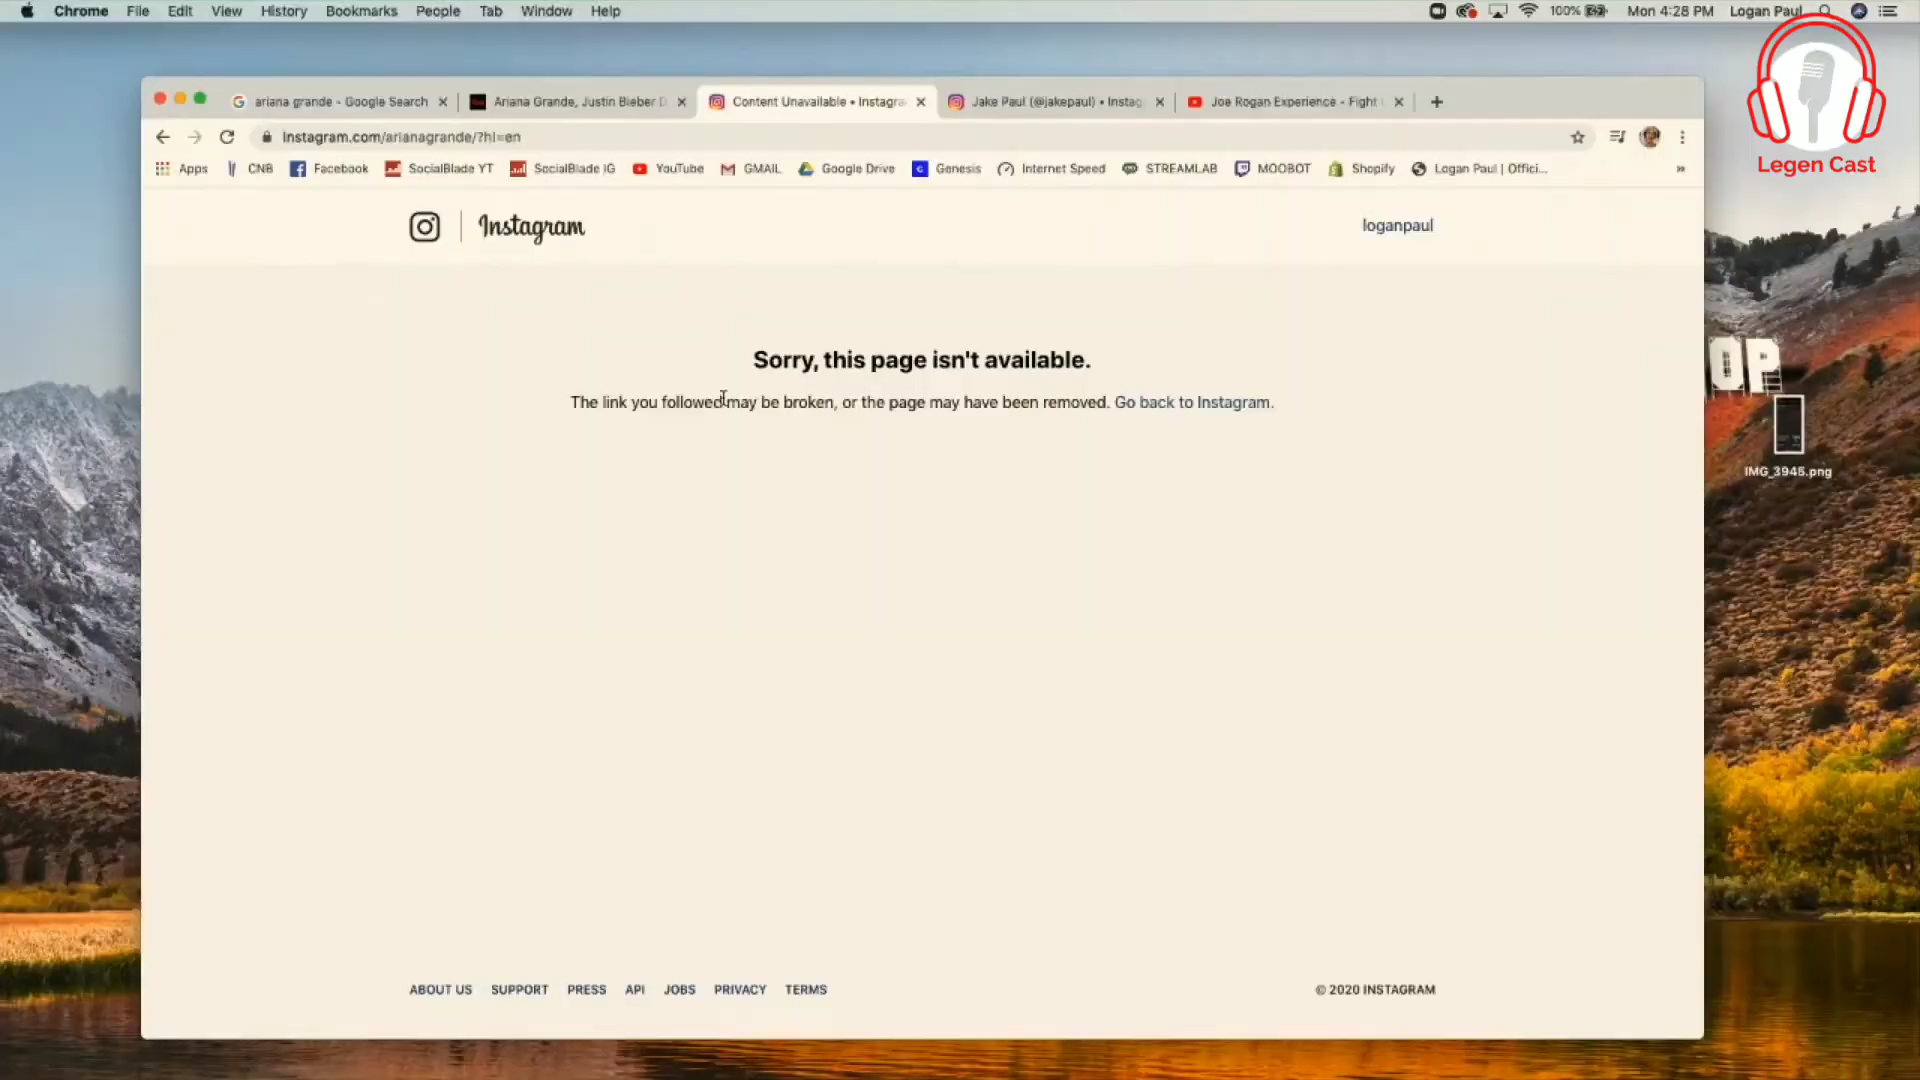 Chrome File Edit View History Bookmarks People Tab Window Help
100% Mon 4:28 PM Logan Paul
Legen Cast
ariana grande - Google Search
Ariana Grande, Justin Bieber D
Content Unavailable • Instagra
Jake Paul (@jakepaul) • Instag
Joe Rogan Experience - Fight
instagram.com/arianagrande/?hl=en
Apps CNB Facebook SocialBlade YT SocialBlade IG YouTube GMAIL Google Drive Genesis Internet Speed STREAMLAB MOOBOT Shopify Logan Paul | Offici... »
Instagram
loganpaul
Sorry, this page isn't available.
The link you followed may be broken, or the page may have been removed. Go back to Instagram.
OP
IMG_3945.png
ABOUT US SUPPORT PRESS API JOBS PRIVACY TERMS
© 2020 INSTAGRAM